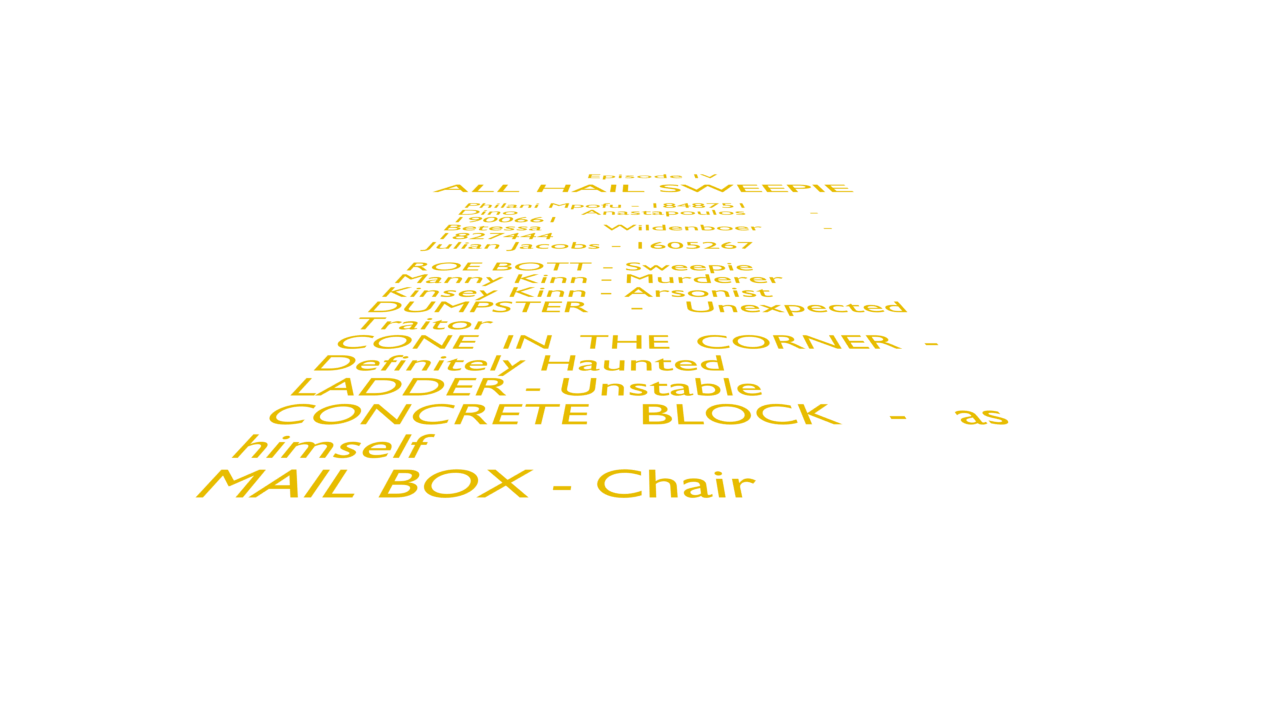 Episode IV
ALL HAIL SWEEPIE
Philani Mpofu - 1848751
Dino Anastapoulos -
1900661
Betessa Wildenboer -
1827444
Julian Jacobs - 1605267
ROE BOTT - Sweepie
Manny Kinn - Murderer
Kinsey Kinn - Arsonist
DUMPSTER - Unexpected
Traitor
CONE IN THE CORNER -
Definitely Haunted
LADDER - Unstable
CONCRETE BLOCK - as
himself
MAIL BOX - Chair